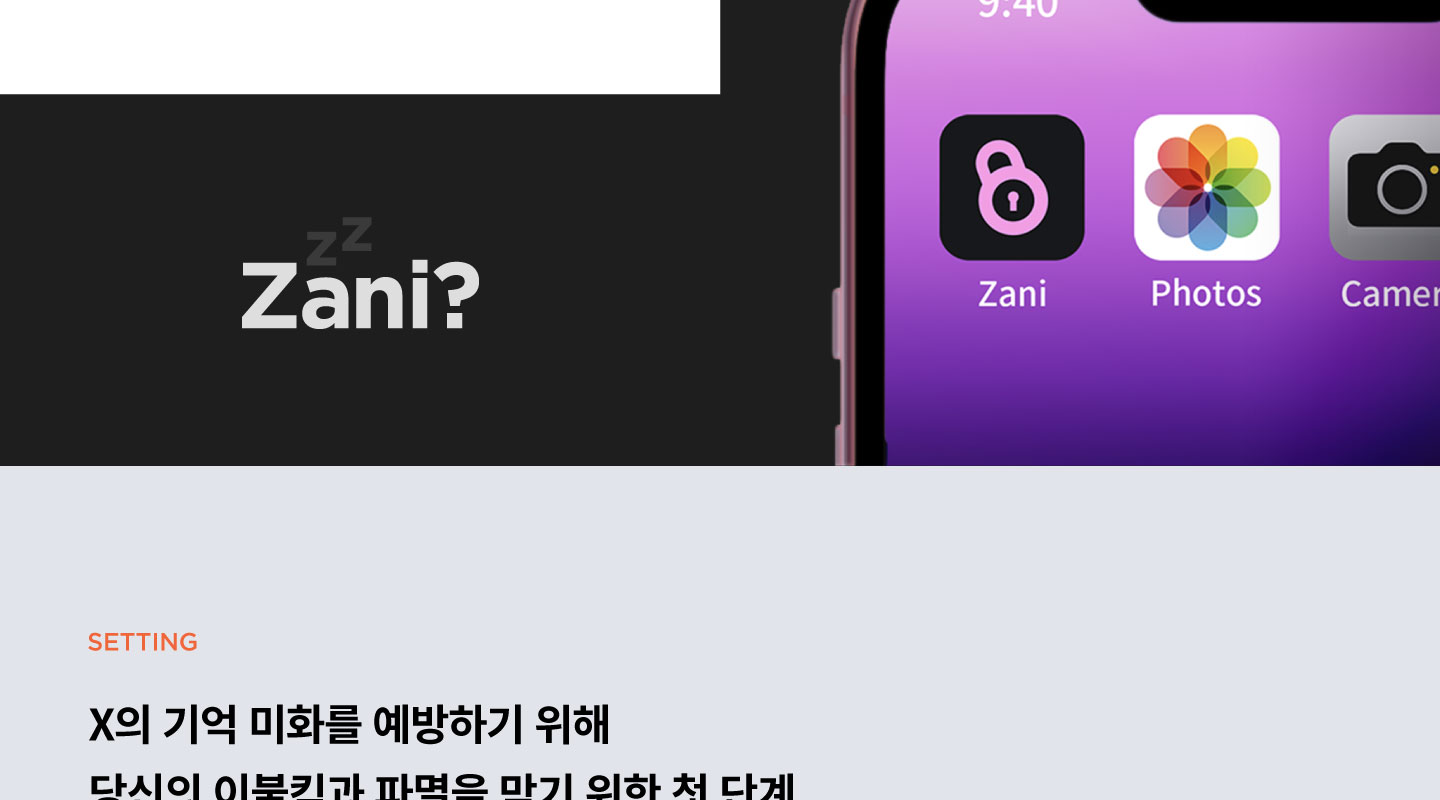 9:40
zz
Zani?
Zani
Photos
Camer
SETTING
X의 기억 미화를 예방하기 위해
당신의 이불킥과 파멸을 막기 위한 첫 단계